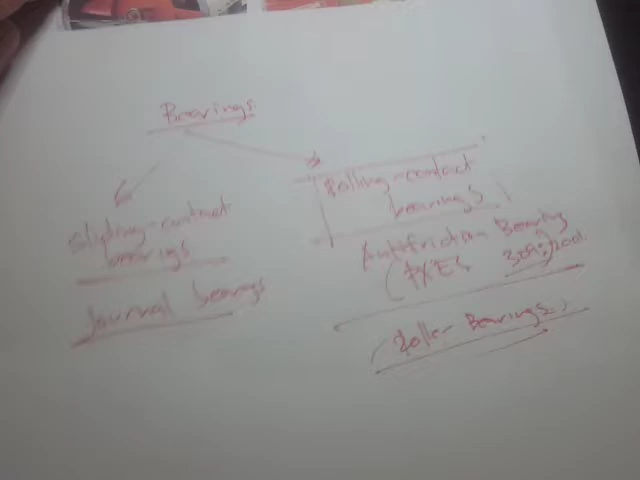 Bearings
Sliding-contact
bearings
Journal bearings
Rolling-contact
bearings
Antifriction Bearing
(Roller Bearings)